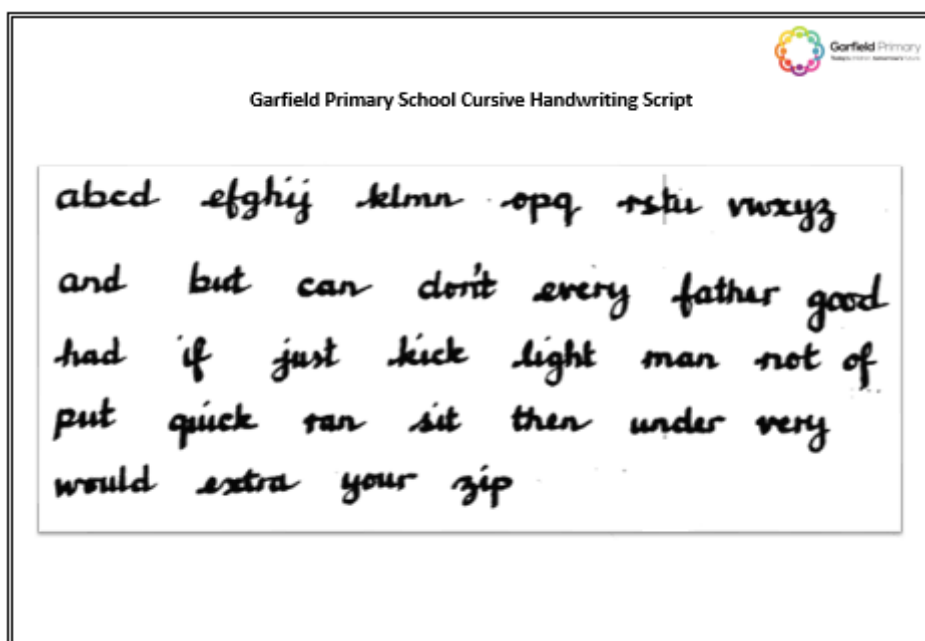 Garfield Primary
Garfield Primary School Cursive Handwriting Script
abcd efghij klmn opq rstu vwxyz
and but can don't every father good
had if just kick light man not of
put quick ran sit then under very
would extra your zip